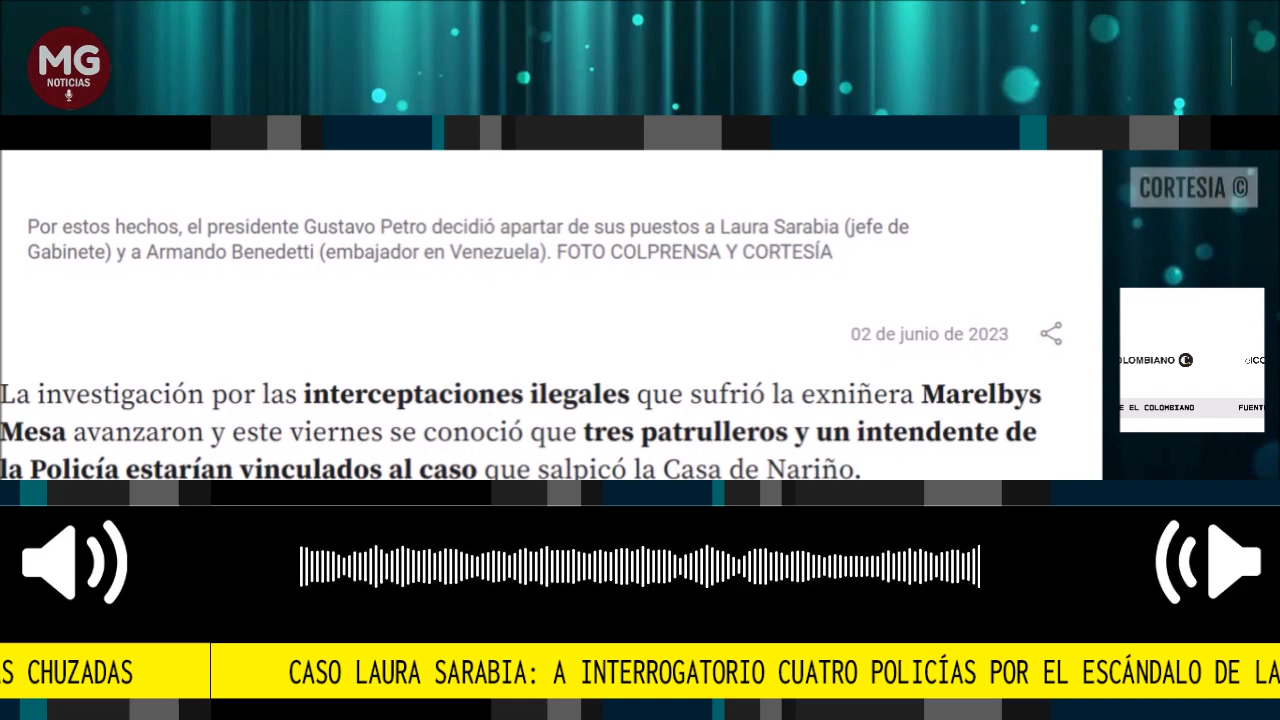 MG
NOTICIAS
CORTESIA ©
Por estos hechos, el presidente Gustavo Petro decidió apartar de sus puestos a Laura Sarabia (jefe de
Gabinete) y a Armando Benedetti (embajador en Venezuela). FOTO COLPRENSA Y CORTESÍA
02 de junio de 2023
OLOMBIANO C
E EL COLOMBIANO FUENT
La investigación por las interceptaciones ilegales que sufrió la exniñera Marelbys
Mesa avanzaron y este viernes se conoció que tres patrulleros y un intendente de
la Policía estarían vinculados al caso que salpicó la Casa de Nariño.
S CHUZADAS CASO LAURA SARABIA: A INTERROGATORIO CUATRO POLICÍAS POR EL ESCÁNDALO DE LA